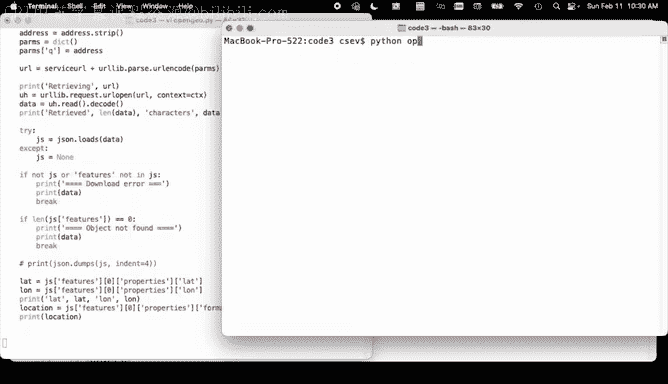 Terminal Shell Edit View Window Help
Sun Feb 11 10:30 AM
address = address.strip()
parms = dict()
parms['q'] = address
url = serviceurl + urllib.parse.urlencode(parms)
print('Retrieving', url)
uh = urllib.request.urlopen(url, context=ctx)
data = uh.read().decode()
print('Retrieved', len(data), 'characters', data
try:
js = json.loads(data)
except:
js = None
if not js or 'features' not in js:
print('==== Download error ===')
print(data)
break
if len(js['features']) == 0:
print('==== Object not found ====')
print(data)
break
# print(json.dumps(js, indent=4))
lat = js['features'][0]['properties']['lat']
lon = js['features'][0]['properties']['lon']
print('lat', lat, 'lon', lon)
location = js['features'][0]['properties']['form
print(location)
code3 — -bash — 83×30
MacBook-Pro-522:code3 csev$ python op